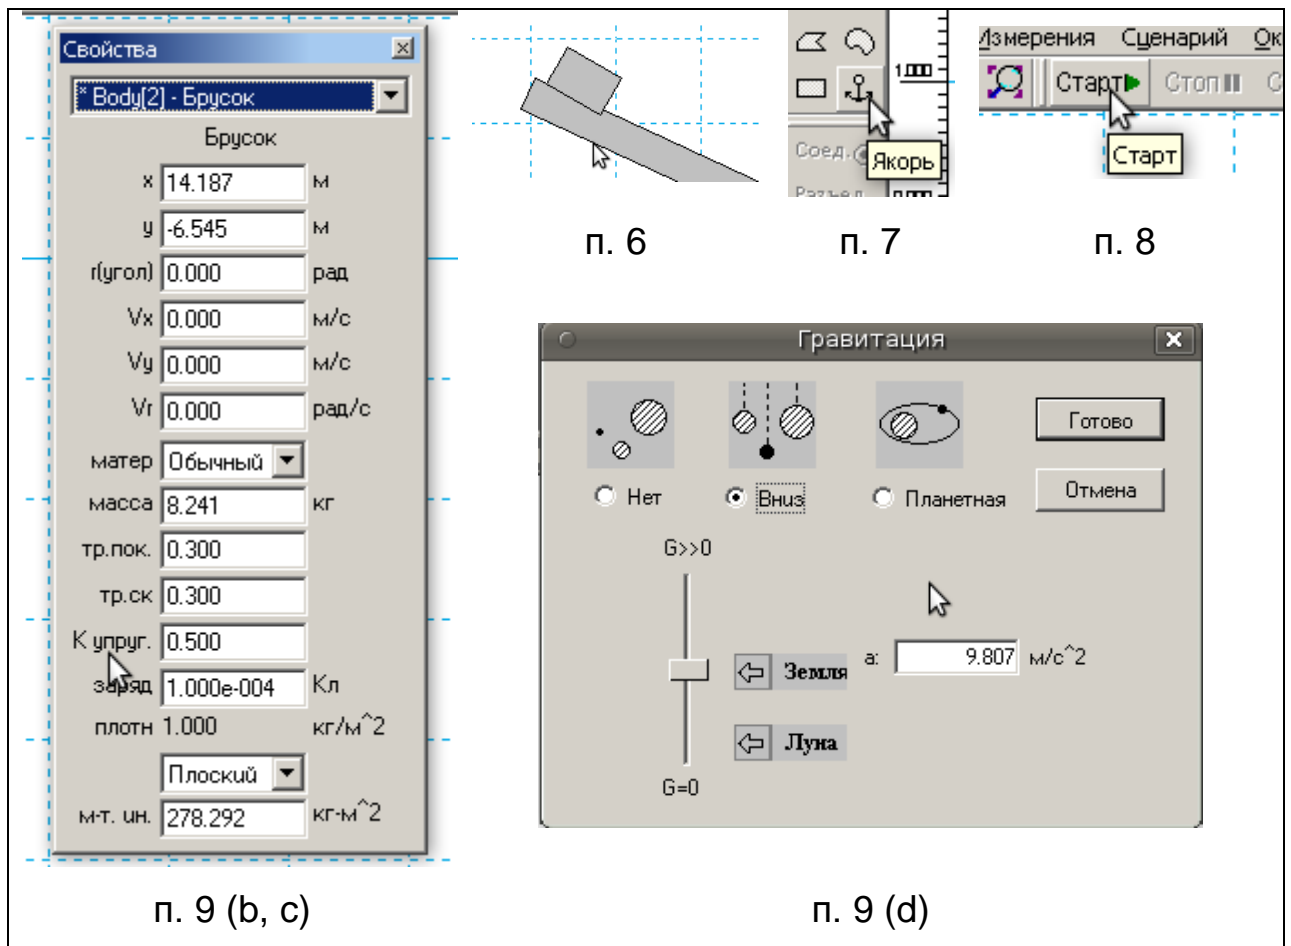 Свойства
* Body[2] - Брусок
Брусок
x 14.187 м
y -6.545 м
r(угол) 0.000 рад
Vx 0.000 м/с
Vy 0.000 м/с
Vr 0.000 рад/с
матер Обычный
масса 8.241 кг
тр.пок. 0.300
тр.ск 0.300
К упруг. 0.500
заряд 1.000e-004 Кл
плотн 1.000 кг/м^2
Плоский
м-т. ин. 278.292 кг-м^2
п. 9 (b, c)
п. 6
1.000
Соед.
Якорь
0.000
п. 7
Измерения Сценарий Ок
Старт Стоп С
Старт
п. 8
Гравитация
Нет Вниз Планетная
Готово
Отмена
G>>0
Земля
Луна
G=0
a: 9.807 м/с^2
п. 9 (d)